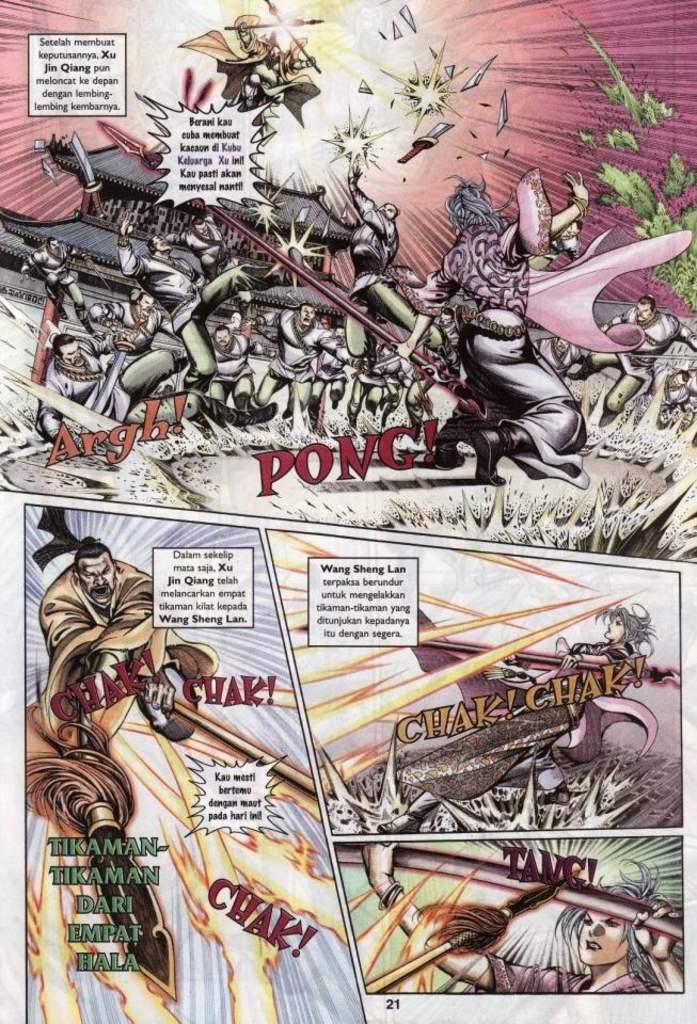 Setelah membuat
keputusannya, Xu
Jin Qiang pun
meloncat ke depan
dengan lembing-
lembing kembarnya.
Berani kau
cuba membuat
kacaun di Kubu
Keluarga Xu ini!
Kau pasti akan
menyesal nanti!
Argh!
PONG!
Dalam sekelip
mata saja, Xu
Jin Qiang telah
melancarkan empat
tikaman kilat kepada
Wang Sheng Lan.
CHAK! CHAK!
Kau mesti
bertemu
dengan maut
pada hari ini!
TIKAMAN-
TIKAMAN
DARI
EMPAT
HALA
CHAK!
Wang Sheng Lan
terpaksa berundur
untuk mengelakkan
tikaman-tikaman yang
ditunjukan kepadanya
itu dengan segera.
CHAK! CHAK!
TANG!
21